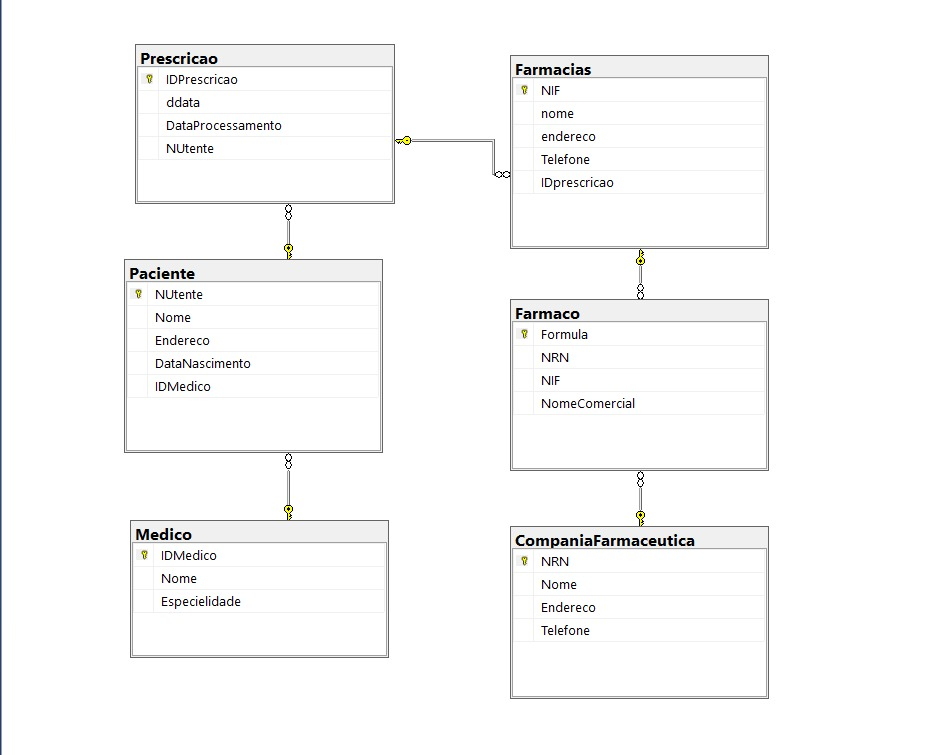 Prescricao
IDPrescricao
ddata
DataProcessamento
NUtente
Farmacias
NIF
nome
endereco
Telefone
IDprescricao
Paciente
NUtente
Nome
Endereco
DataNascimento
IDMedico
Farmaco
Formula
NRN
NIF
NomeComercial
Medico
IDMedico
Nome
Especielidade
CompaniaFarmaceutica
NRN
Nome
Endereco
Telefone